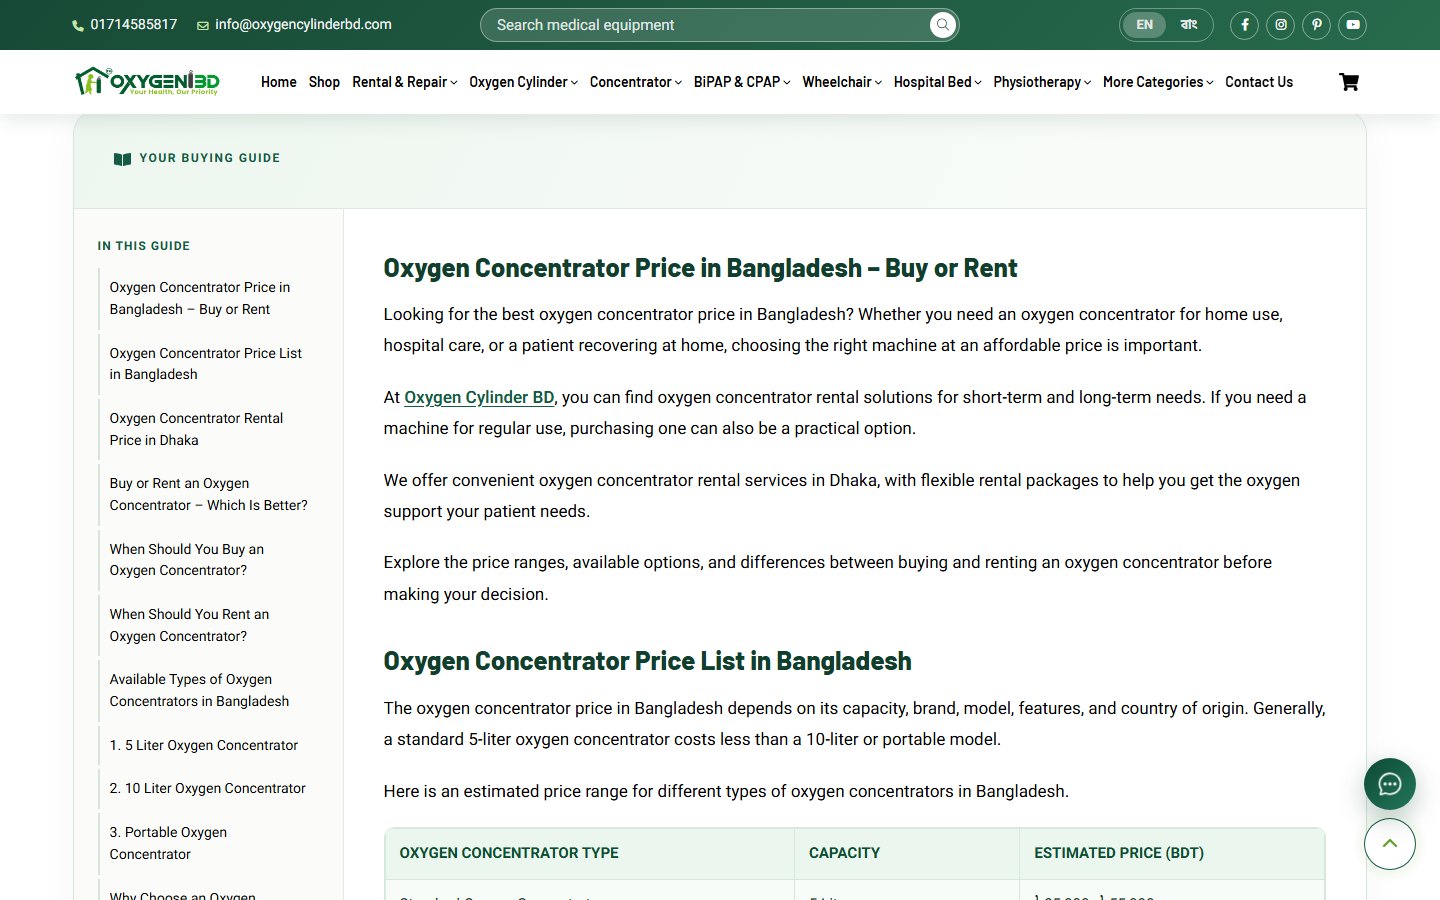 01714585817 info@oxygencylinderbd.com Search medical equipment EN বাং
OXYGEN BD
Your Health, Our Priority
Home Shop Rental & Repair Oxygen Cylinder Concentrator BiPAP & CPAP Wheelchair Hospital Bed Physiotherapy More Categories Contact Us
YOUR BUYING GUIDE
IN THIS GUIDE
Oxygen Concentrator Price in
Bangladesh – Buy or Rent
Oxygen Concentrator Price List
in Bangladesh
Oxygen Concentrator Rental
Price in Dhaka
Buy or Rent an Oxygen
Concentrator – Which Is Better?
When Should You Buy an
Oxygen Concentrator?
When Should You Rent an
Oxygen Concentrator?
Available Types of Oxygen
Concentrators in Bangladesh
1. 5 Liter Oxygen Concentrator
2. 10 Liter Oxygen Concentrator
3. Portable Oxygen
Concentrator
Why Choose an Oxygen
Oxygen Concentrator Price in Bangladesh – Buy or Rent
Looking for the best oxygen concentrator price in Bangladesh? Whether you need an oxygen concentrator for home use,
hospital care, or a patient recovering at home, choosing the right machine at an affordable price is important.
At Oxygen Cylinder BD, you can find oxygen concentrator rental solutions for short-term and long-term needs. If you need a
machine for regular use, purchasing one can also be a practical option.
We offer convenient oxygen concentrator rental services in Dhaka, with flexible rental packages to help you get the oxygen
support your patient needs.
Explore the price ranges, available options, and differences between buying and renting an oxygen concentrator before
making your decision.
Oxygen Concentrator Price List in Bangladesh
The oxygen concentrator price in Bangladesh depends on its capacity, brand, model, features, and country of origin. Generally,
a standard 5-liter oxygen concentrator costs less than a 10-liter or portable model.
Here is an estimated price range for different types of oxygen concentrators in Bangladesh.
OXYGEN CONCENTRATOR TYPE CAPACITY ESTIMATED PRICE (BDT)